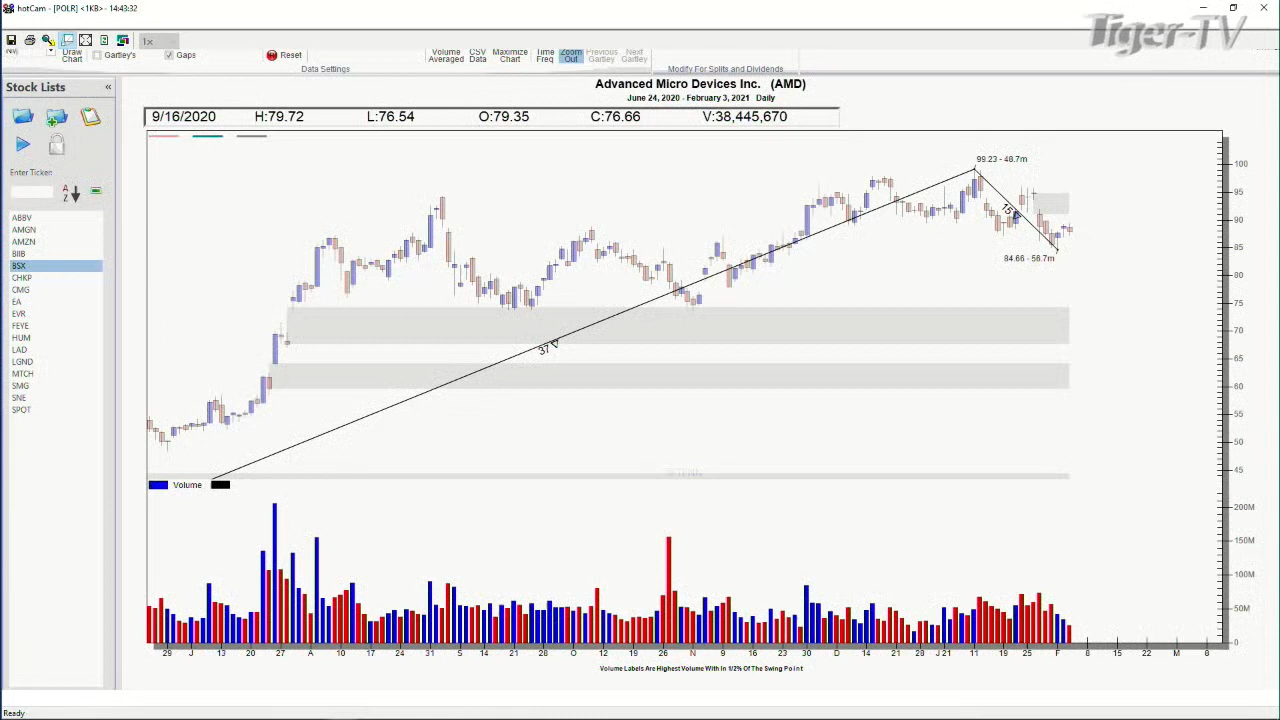 hotCam - [POLR] <1KB> - 14:43:32
Tiger-TV
1x
Draw Chart
Gartley's
Gaps
Reset
Volume Averaged
CSV Data
Maximize Chart
Time Freq
Zoom Out
Previous Gartley
Next Gartley
Data Settings
Modify For Splits and Dividends
Stock Lists «
Enter Ticker:
A Z
ABBV
AMGN
AMZN
BIIB
BSX
CHKP
CMG
EA
EVR
FEYE
HUM
LAD
LGND
MTCH
SMG
SNE
SPOT
Advanced Micro Devices Inc. (AMD)
June 24, 2020 - February 3, 2021 Daily
9/16/2020 H:79.72 L:76.54 O:79.35 C:76.66 V:38,445,670
99.23 - 48.7m
15
84.66 - 56.7m
37
100
95
90
85
80
75
70
65
60
55
50
45
Volume
200M
150M
100M
50M
0
29 J 13 20 27 A 10 17 24 31 S 14 21 28 O 12 19 26 N 9 16 23 30 D 14 21 28 J 21 11 19 25 F 8 15 22 M 8
Volume Labels Are Highest Volume With In 1/2% Of The Swing Point
Ready